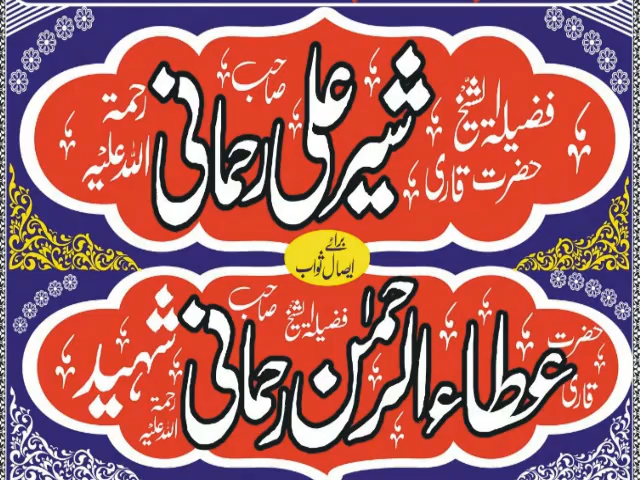 فضیلۃ الشیخ حضرت قاری شیر علی رحمانی صاحب رحمۃ اللہ علیہ
برائے ایصال ثواب
حضرت قاری عطاء الرحمٰن رحمانی شہید فضیلۃ الشیخ صاحب رحمۃ اللہ علیہ